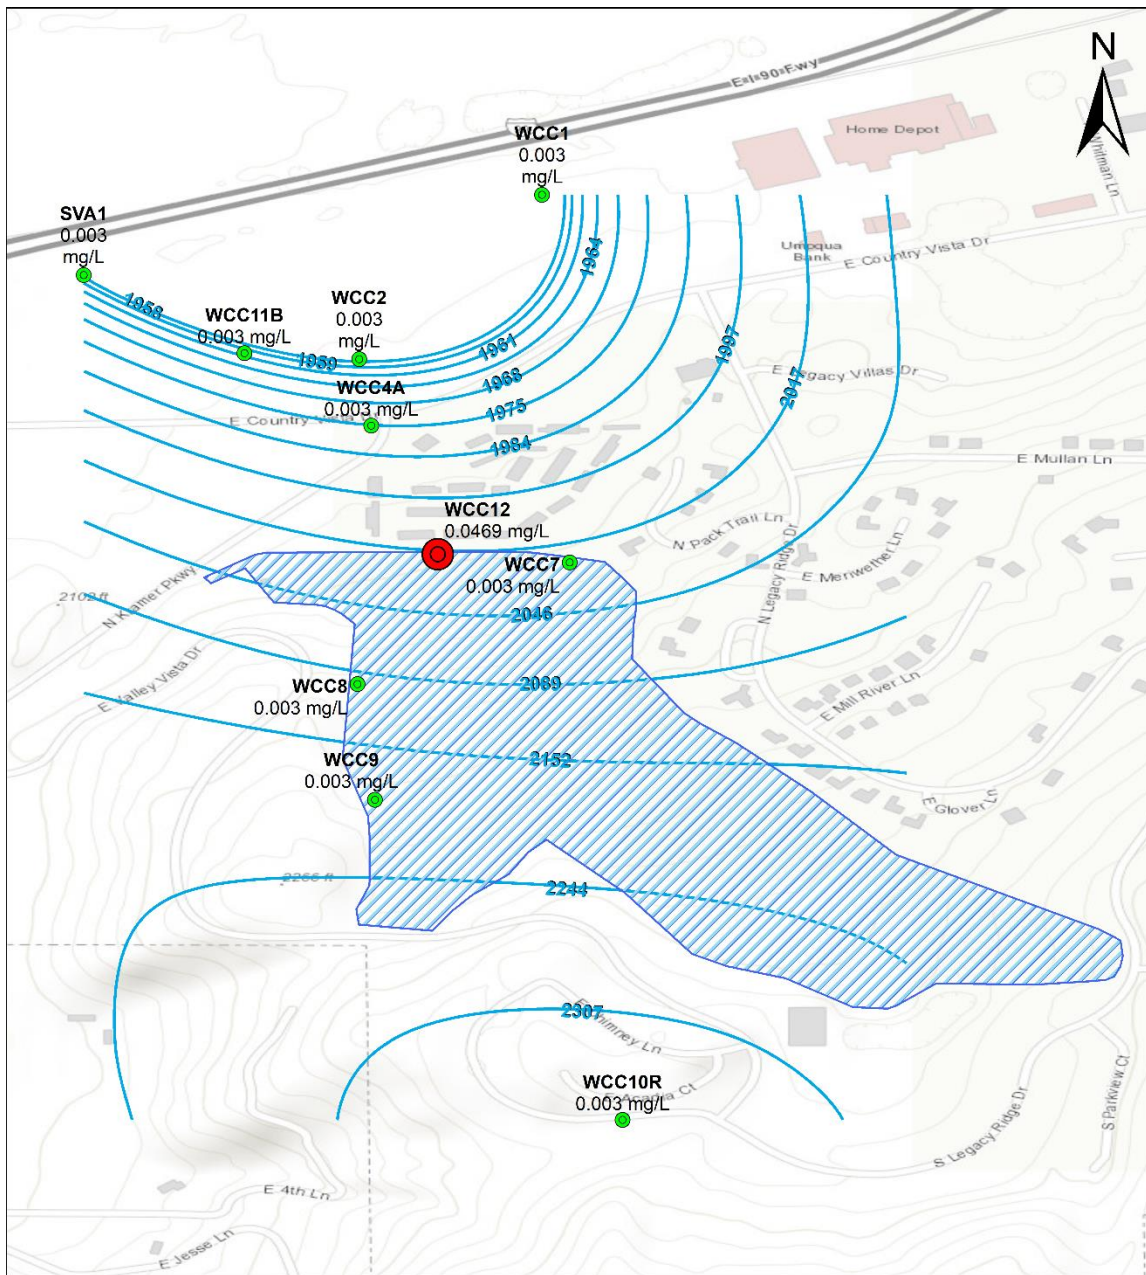 E I-90 Fwy
N
WCC1
0.003
mg/L
Home Depot
Whitman Ln
SVA1
0.003
mg/L
Umpqua
Bank
E Country Vista Dr
1964
1958
WCC11B
0.003 mg/L
WCC2
0.003
mg/L
1959
1961
1997
2017
E Legacy Villas Dr
WCC4A
0.003 mg/L
1968
1975
1984
E Country Vista
E Mullan Ln
WCC12
0.0469 mg/L
N Pack Trail Ln
N Legacy Ridge Dr
E Meriwether Ln
WCC7
0.003 mg/L
2102 ft
N Kramer Pkwy
2046
E Valley Vista Dr
WCC8
0.003 mg/L
2089
E Mill River Ln
WCC9
0.003 mg/L
2152
E Glover Ln
2266 ft
2244
2307
E Chimney Ln
WCC10R
0.003 mg/L
E Acadia Ct
S Legacy Ridge Dr
S Parkview Ct
E 4th Ln
E Jesse Ln